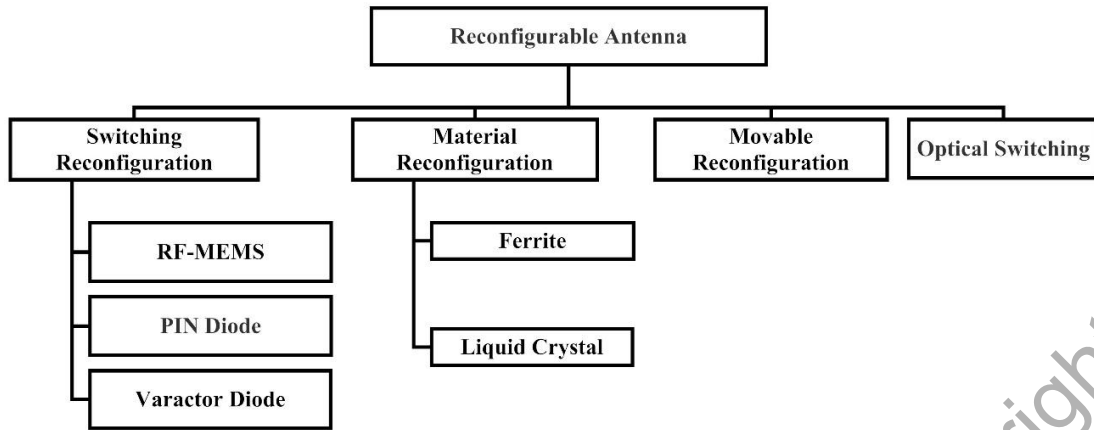 Reconfigurable Antenna
Switching
Reconfiguration
Material
Reconfiguration
Movable
Reconfiguration
Optical Switching
RF-MEMS
PIN Diode
Varactor Diode
Ferrite
Liquid Crystal